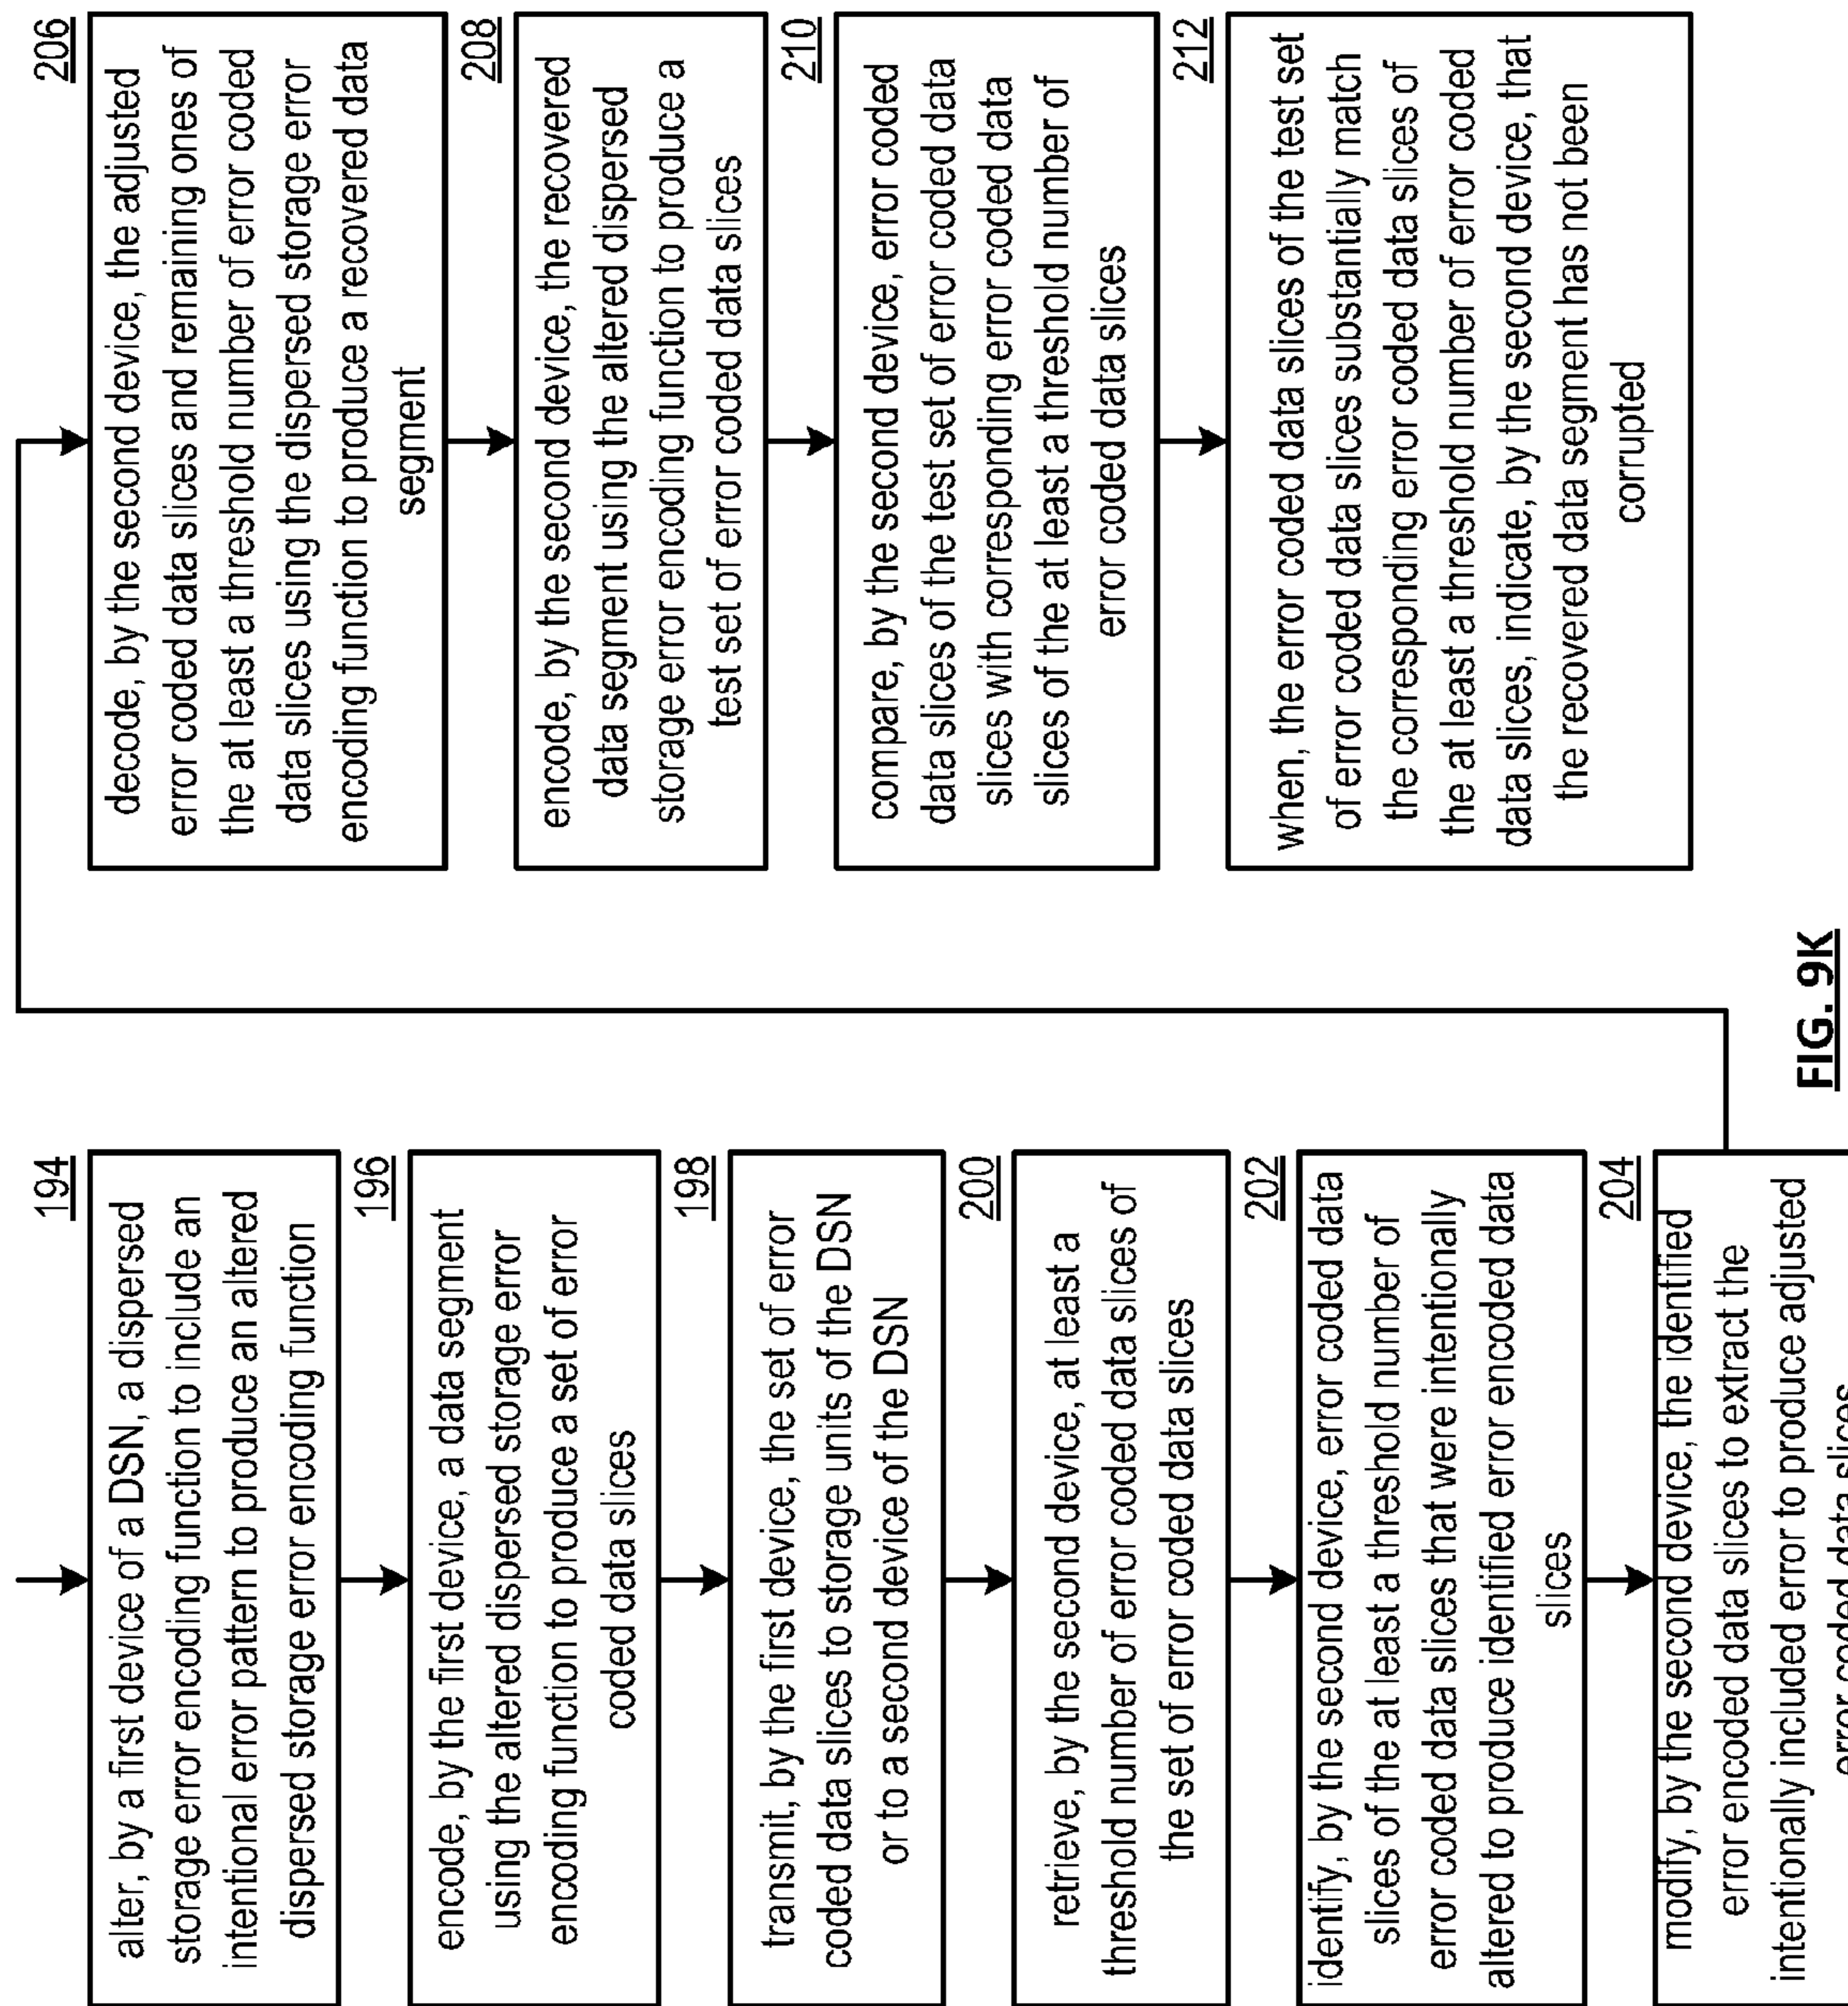 194
alter, by a first device of a DSN, a dispersed
storage error encoding function to include an
intentional error pattern to produce an altered
dispersed storage error encoding function
196
encode, by the first device, a data segment
using the altered dispersed storage error
encoding function to produce a set of error
coded data slices
198
transmit, by the first device, the set of error
coded data slices to storage units of the DSN
or to a second device of the DSN
200
retrieve, by the second device, at least a
threshold number of error coded data slices of
the set of error coded data slices
202
identify, by the second device, error coded data
slices of the at least a threshold number of
error coded data slices that were intentionally
altered to produce identified error encoded data
slices
204
modify, by the second device, the identified
error encoded data slices to extract the
intentionally included error to produce adjusted
error coded data slices
206
decode, by the second device, the adjusted
error coded data slices and remaining ones of
the at least a threshold number of error coded
data slices using the dispersed storage error
encoding function to produce a recovered data
segment
208
encode, by the second device, the recovered
data segment using the altered dispersed
storage error encoding function to produce a
test set of error coded data slices
210
compare, by the second device, error coded
data slices of the test set of error coded data
slices with corresponding error coded data
slices of the at least a threshold number of
error coded data slices
212
when, the error coded data slices of the test set
of error coded data slices substantially match
the corresponding error coded data slices of
the at least a threshold number of error coded
data slices, indicate, by the second device, that
the recovered data segment has not been
corrupted
FIG. 9K